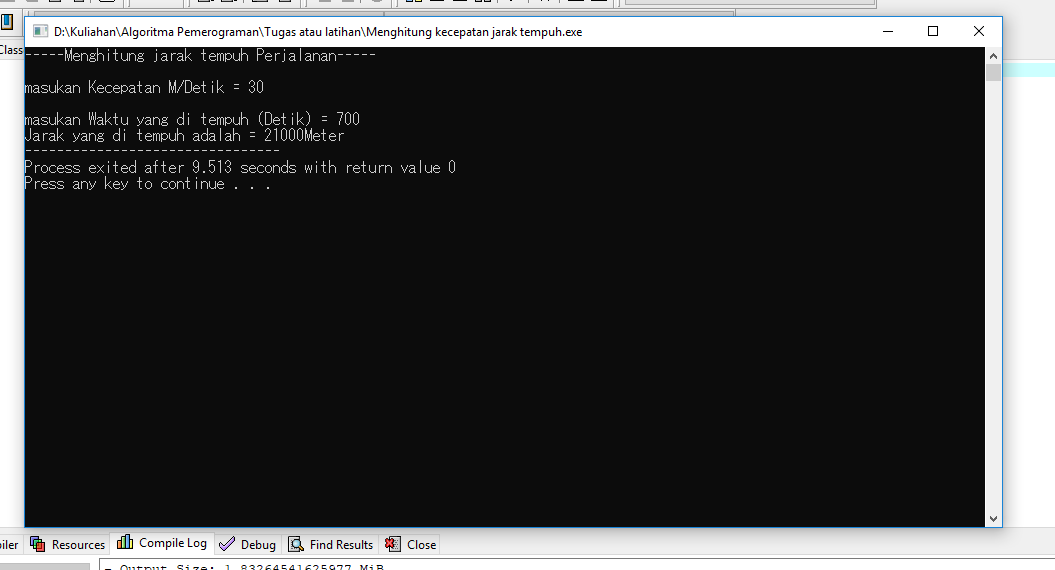 D:\Kuliahan\Algoritma Pemerograman\Tugas atau latihan\Menghitung kecepatan jarak tempuh.exe
Class
-----Menghitung jarak tempuh Perjalanan-----
masukan Kecepatan M/Detik = 30
masukan Waktu yang di tempuh (Detik) = 700
Jarak yang di tempuh adalah = 21000Meter
--------------------------------
Process exited after 9.513 seconds with return value 0
Press any key to continue . . .
piler Resources Compile Log Debug Find Results Close
- Output Size: 1.83264541625977 MiB